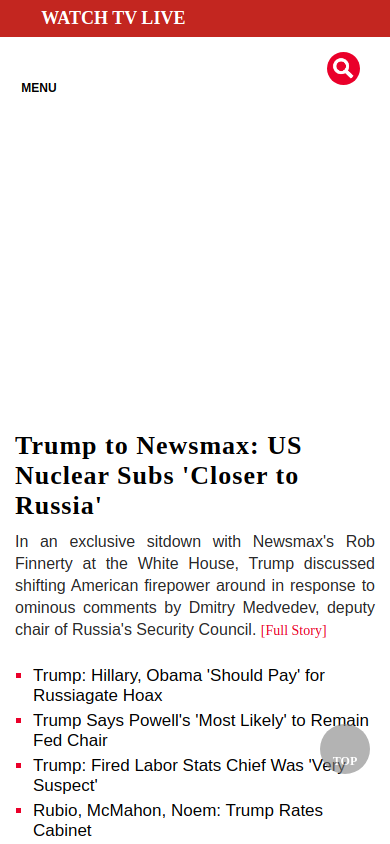 WATCH TV LIVE
MENU
Trump to Newsmax: US
Nuclear Subs 'Closer to
Russia'
In an exclusive sitdown with Newsmax's Rob
Finnerty at the White House, Trump discussed
shifting American firepower around in response to
ominous comments by Dmitry Medvedev, deputy
chair of Russia's Security Council. [Full Story]
Trump: Hillary, Obama 'Should Pay' for
Russiagate Hoax
Trump Says Powell's 'Most Likely' to Remain
Fed Chair
Trump: Fired Labor Stats Chief Was 'Very
Suspect'
TOP
Rubio, McMahon, Noem: Trump Rates
Cabinet